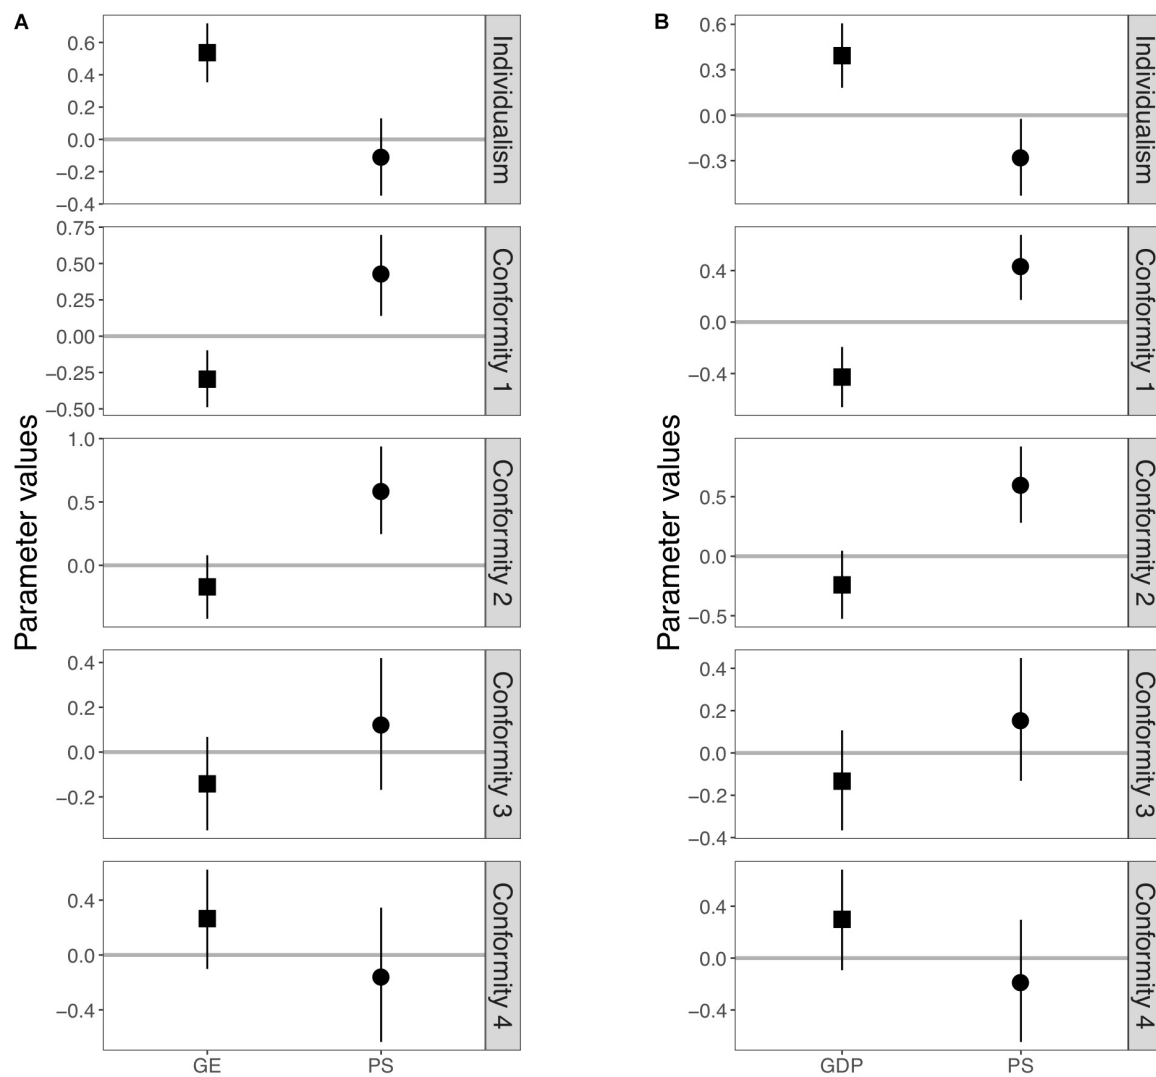 A
Parameter values
0.6
0.4
0.2
0.0
−0.2
−0.4
Individualism
0.75
0.50
0.25
0.00
−0.25
−0.50
Conformity 1
1.0
0.5
0.0
Conformity 2
0.4
0.2
0.0
−0.2
Conformity 3
0.4
0.0
−0.4
Conformity 4
GE PS
B
Parameter values
0.6
0.3
0.0
−0.3
Individualism
0.4
0.0
−0.4
Conformity 1
0.5
0.0
−0.5
Conformity 2
0.4
0.2
0.0
−0.2
−0.4
Conformity 3
0.4
0.0
−0.4
Conformity 4
GDP PS